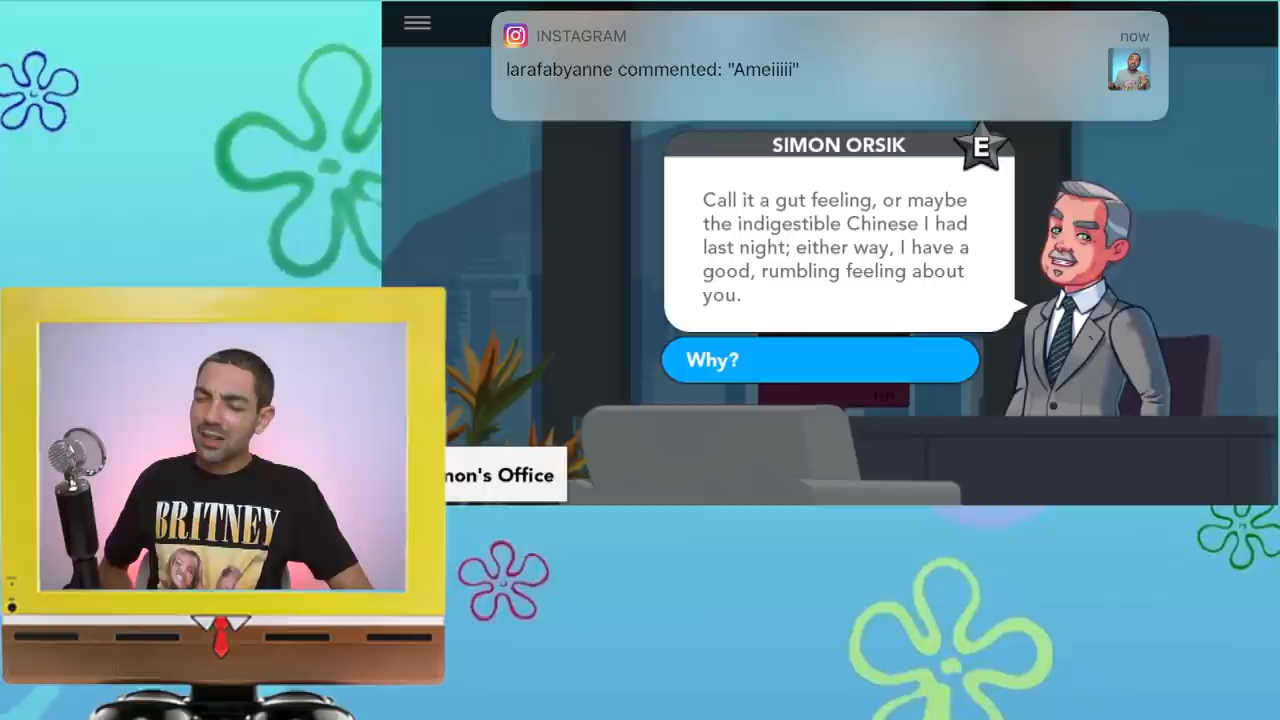 INSTAGRAM
now
larafabyanne commented: "Ameiiiii"
SIMON ORSIK
E
Call it a gut feeling, or maybe
the indigestible Chinese I had
last night; either way, I have a
good, rumbling feeling about
you.
Why?
non's Office
BRITNEY